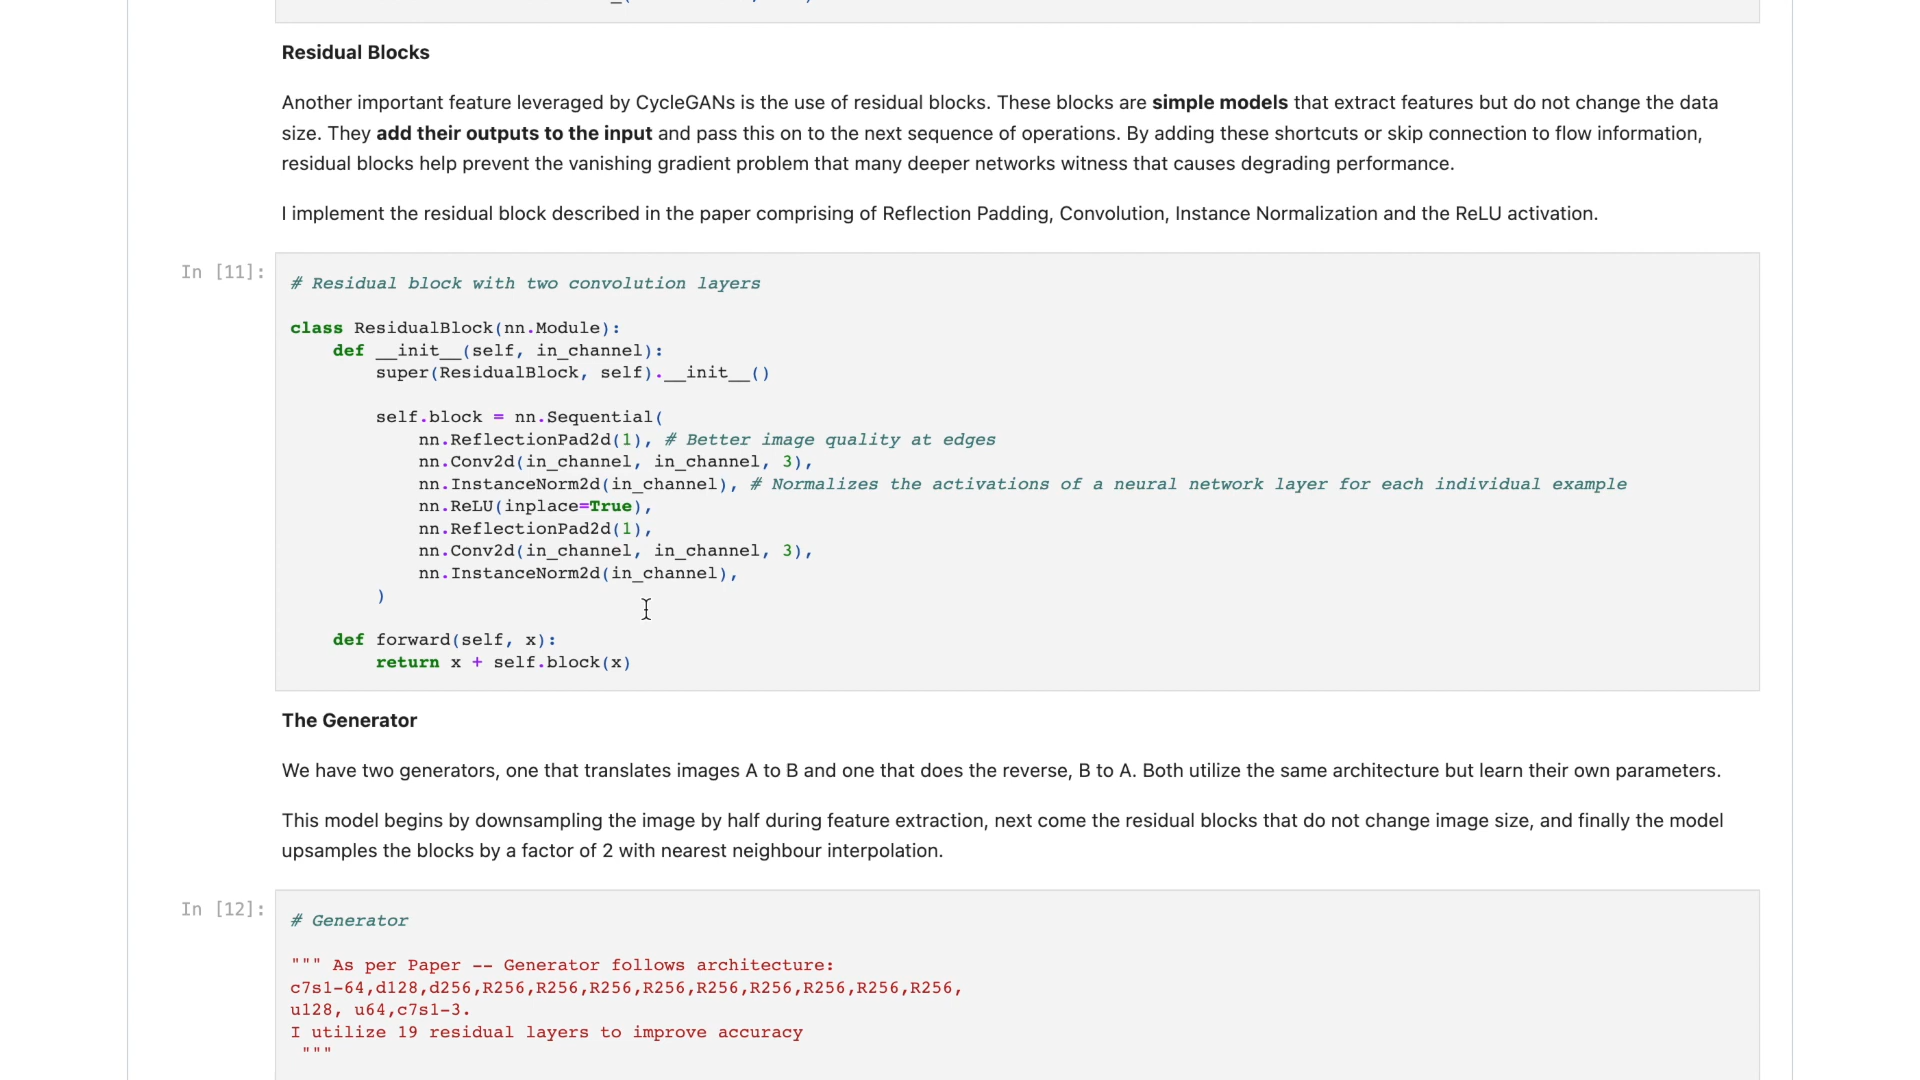 Residual Blocks
Another important feature leveraged by CycleGANs is the use of residual blocks. These blocks are simple models that extract features but do not change the data
size. They add their outputs to the input and pass this on to the next sequence of operations. By adding these shortcuts or skip connection to flow information,
residual blocks help prevent the vanishing gradient problem that many deeper networks witness that causes degrading performance.
I implement the residual block described in the paper comprising of Reflection Padding, Convolution, Instance Normalization and the ReLU activation.
In [11]:
# Residual block with two convolution layers
class ResidualBlock(nn.Module):
    def __init__(self, in_channel):
        super(ResidualBlock, self).__init__()
        self.block = nn.Sequential(
            nn.ReflectionPad2d(1), # Better image quality at edges
            nn.Conv2d(in_channel, in_channel, 3),
            nn.InstanceNorm2d(in_channel), # Normalizes the activations of a neural network layer for each individual example
            nn.ReLU(inplace=True),
            nn.ReflectionPad2d(1),
            nn.Conv2d(in_channel, in_channel, 3),
            nn.InstanceNorm2d(in_channel),
        )
    def forward(self, x):
        return x + self.block(x)
The Generator
We have two generators, one that translates images A to B and one that does the reverse, B to A. Both utilize the same architecture but learn their own parameters.
This model begins by downsampling the image by half during feature extraction, next come the residual blocks that do not change image size, and finally the model
upsamples the blocks by a factor of 2 with nearest neighbour interpolation.
In [12]:
# Generator
""" As per Paper -- Generator follows architecture:
c7s1-64,d128,d256,R256,R256,R256,R256,R256,R256,R256,R256,R256,
u128, u64,c7s1-3.
I utilize 19 residual layers to improve accuracy
 """